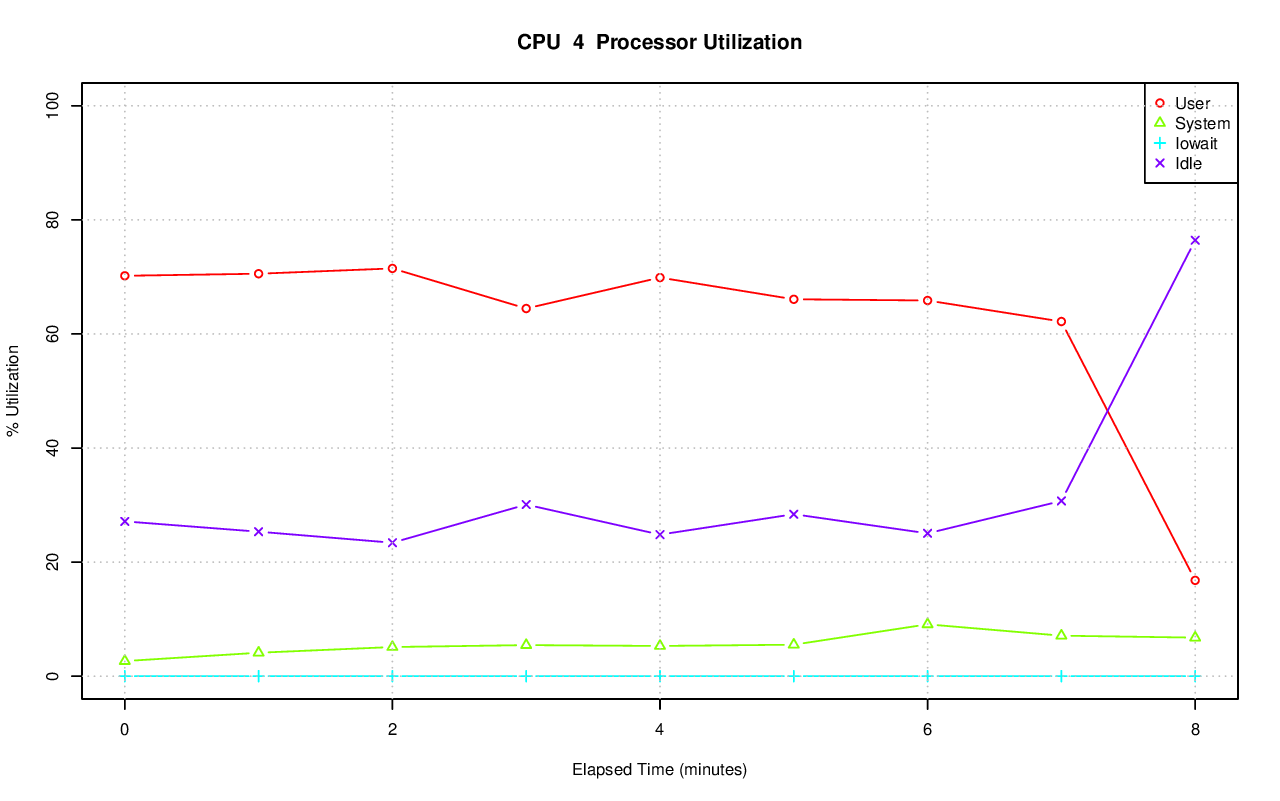 CPU  4  Processor Utilization
% Utilization
100
80
60
40
20
0
User
System
Iowait
Idle
0 2 4 6 8
Elapsed Time (minutes)